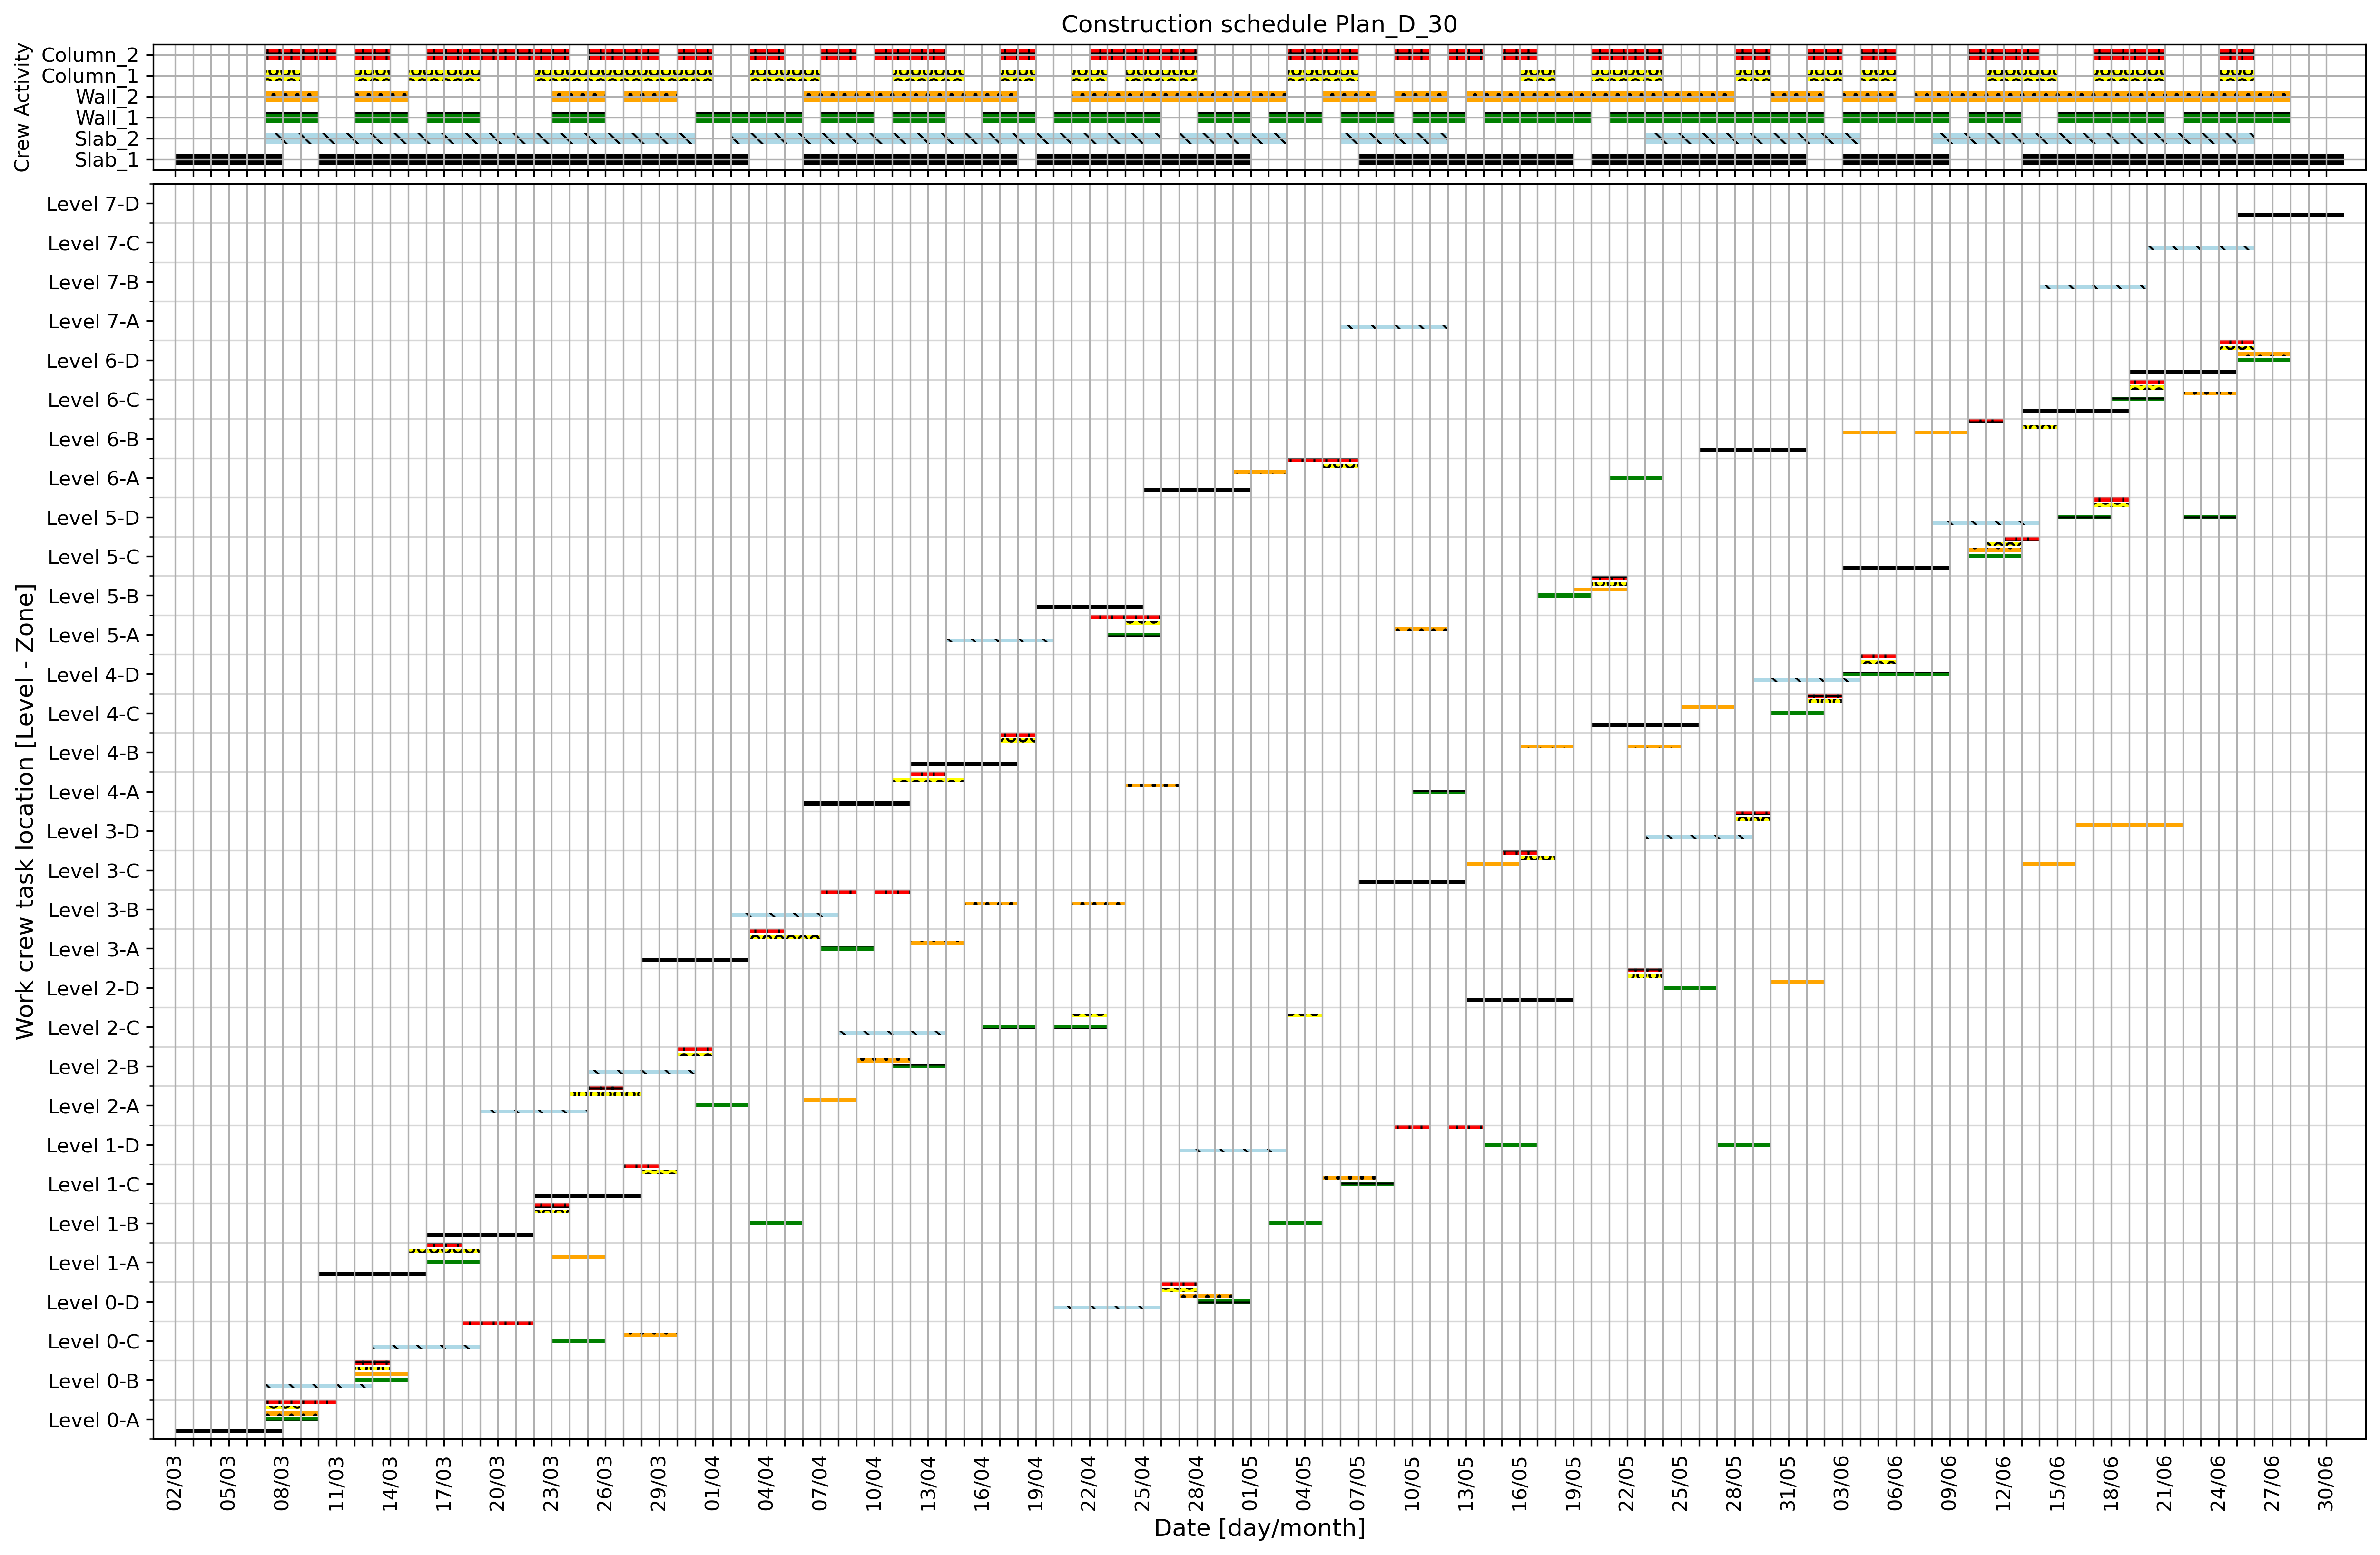 Construction schedule Plan_D_30
Crew Activity
Column_2
Column_1
Wall_2
Wall_1
Slab_2
Slab_1
Work crew task location [Level - Zone]
Level 7-D
Level 7-C
Level 7-B
Level 7-A
Level 6-D
Level 6-C
Level 6-B
Level 6-A
Level 5-D
Level 5-C
Level 5-B
Level 5-A
Level 4-D
Level 4-C
Level 4-B
Level 4-A
Level 3-D
Level 3-C
Level 3-B
Level 3-A
Level 2-D
Level 2-C
Level 2-B
Level 2-A
Level 1-D
Level 1-C
Level 1-B
Level 1-A
Level 0-D
Level 0-C
Level 0-B
Level 0-A
02/03
05/03
08/03
11/03
14/03
17/03
20/03
23/03
26/03
29/03
01/04
04/04
07/04
10/04
13/04
16/04
19/04
22/04
25/04
28/04
01/05
04/05
07/05
10/05
13/05
16/05
19/05
22/05
25/05
28/05
31/05
03/06
06/06
09/06
12/06
15/06
18/06
21/06
24/06
27/06
30/06
Date [day/month]